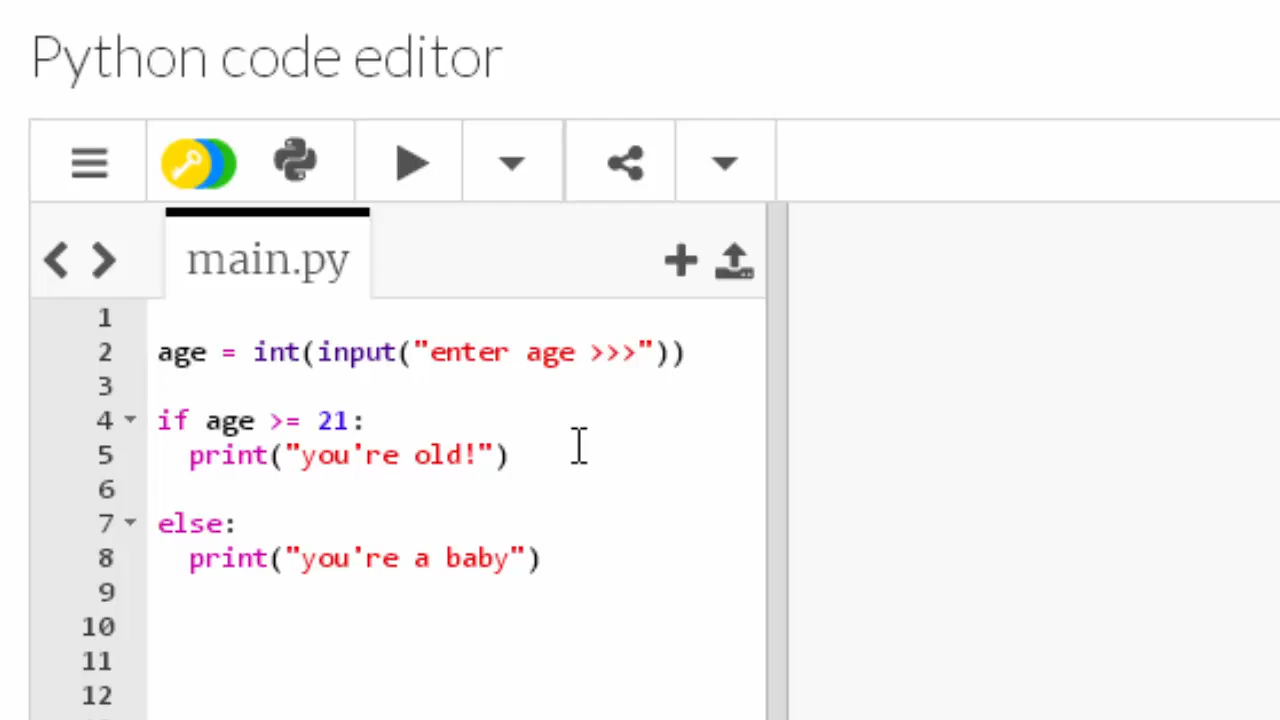 Python code editor
main.py
1
2 age = int(input("enter age >>>"))
3
4 if age >= 21:
5   print("you're old!")
6
7 else:
8   print("you're a baby")
9
10
11
12